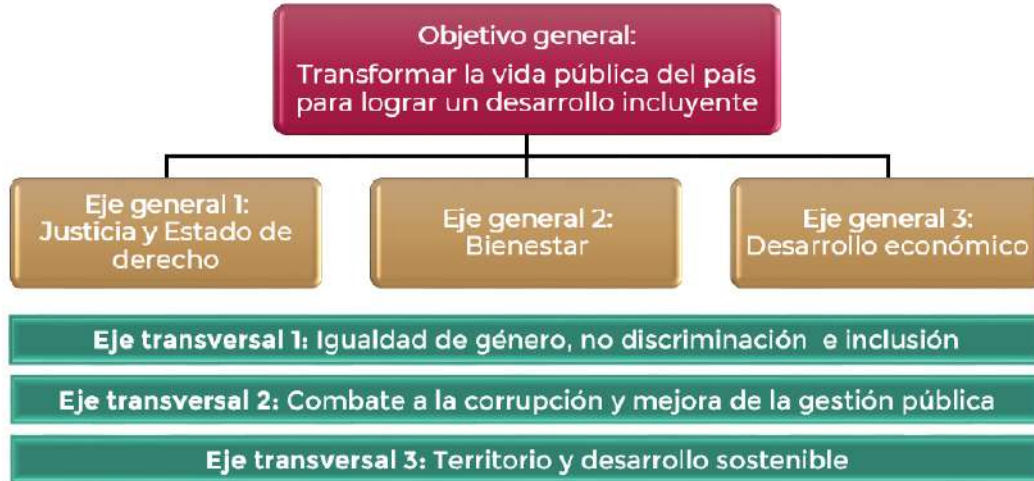 Objetivo general:
Transformar la vida pública del país
para lograr un desarrollo incluyente
Eje general 1:
Justicia y Estado de
derecho
Eje general 2:
Bienestar
Eje general 3:
Desarrollo económico
Eje transversal 1: Igualdad de género, no discriminación e inclusión
Eje transversal 2: Combate a la corrupción y mejora de la gestión pública
Eje transversal 3: Territorio y desarrollo sostenible